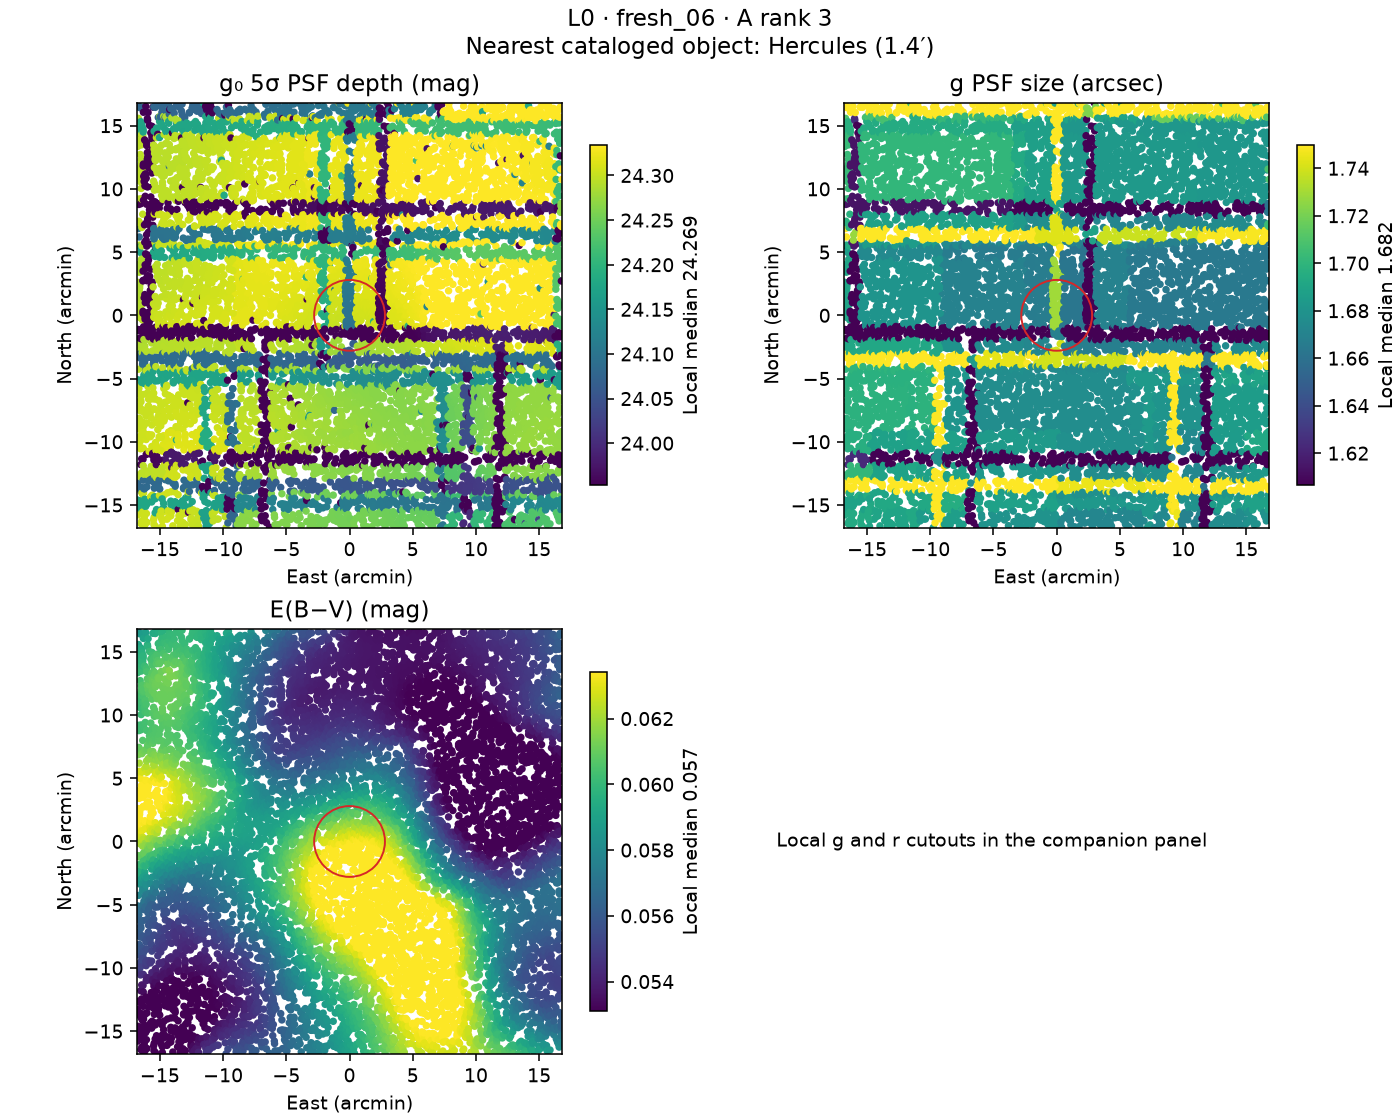 L0 · fresh_06 · A rank 3
Nearest cataloged object: Hercules (1.4′)
g₀ 5σ PSF depth (mag)
15
10
5
0
−5
−10
−15
North (arcmin)
−15 −10 −5 0 5 10 15
East (arcmin)
24.30
24.25
24.20
24.15
24.10
24.05
24.00
Local median 24.269
g PSF size (arcsec)
15
10
5
0
−5
−10
−15
North (arcmin)
−15 −10 −5 0 5 10 15
East (arcmin)
1.74
1.72
1.70
1.68
1.66
1.64
1.62
Local median 1.682
E(B−V) (mag)
15
10
5
0
−5
−10
−15
North (arcmin)
−15 −10 −5 0 5 10 15
East (arcmin)
0.062
0.060
0.058
0.056
0.054
Local median 0.057
Local g and r cutouts in the companion panel